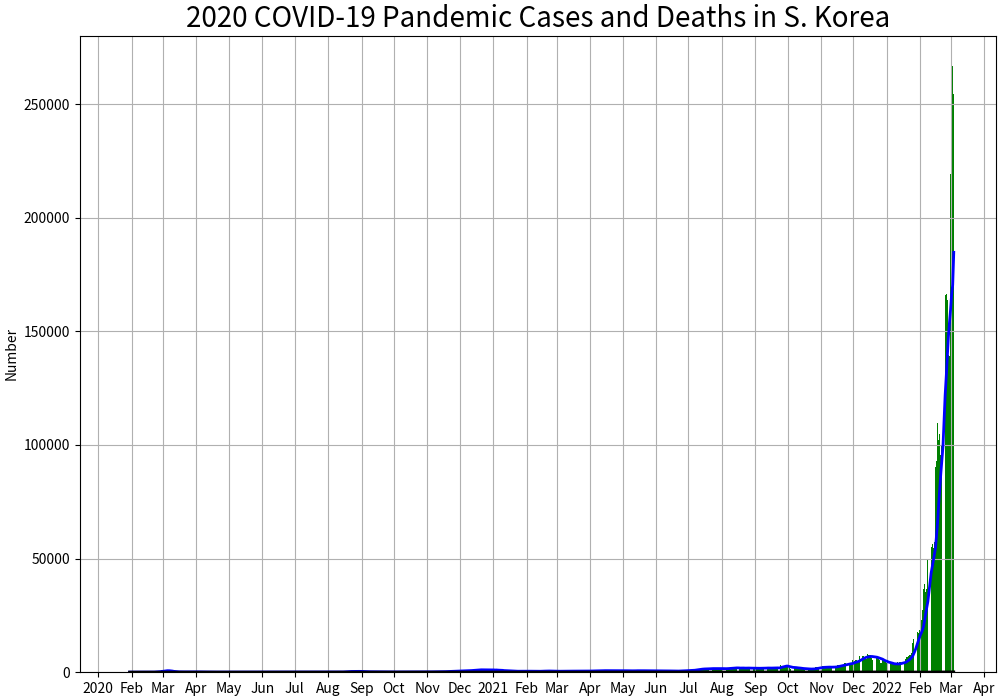 2020 COVID-19 Pandemic Cases and Deaths in S. Korea
Number
250000
200000
150000
100000
50000
0
2020 Feb Mar Apr May Jun Jul Aug Sep Oct Nov Dec 2021 Feb Mar Apr May Jun Jul Aug Sep Oct Nov Dec 2022 Feb Mar Apr